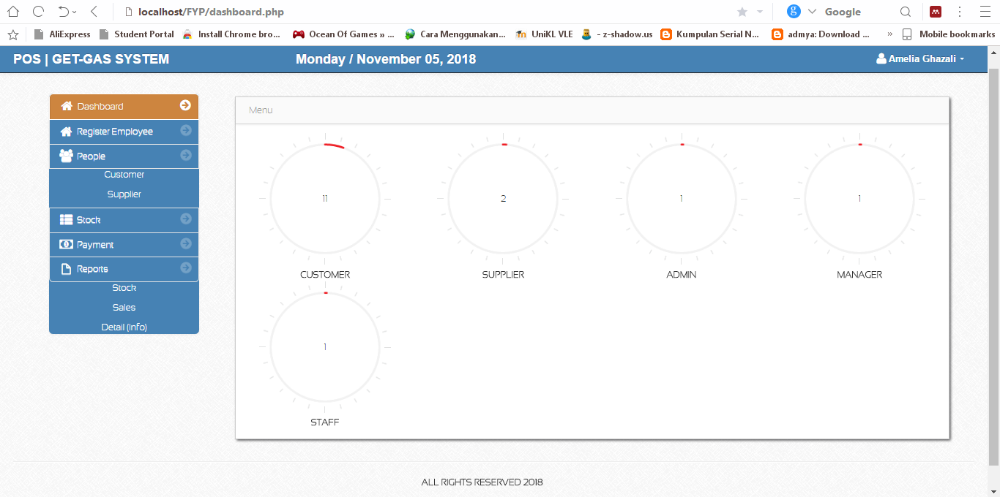 localhost/FYP/dashboard.php
Google
AliExpress Student Portal Install Chrome bro... Ocean Of Games » ... Cara Menggunakan... UniKL VLE - z-shadow.us Kumpulan Serial N... admya: Download ... » Mobile bookmarks
POS | GET-GAS SYSTEM Monday / November 05, 2018 Amelia Ghazali
Dashboard
Register Employee
People
Customer
Supplier
Stock
Payment
Reports
Stock
Sales
Detail (Info)
Menu
11 2 1 1
CUSTOMER SUPPLIER ADMIN MANAGER
1
STAFF
ALL RIGHTS RESERVED 2018